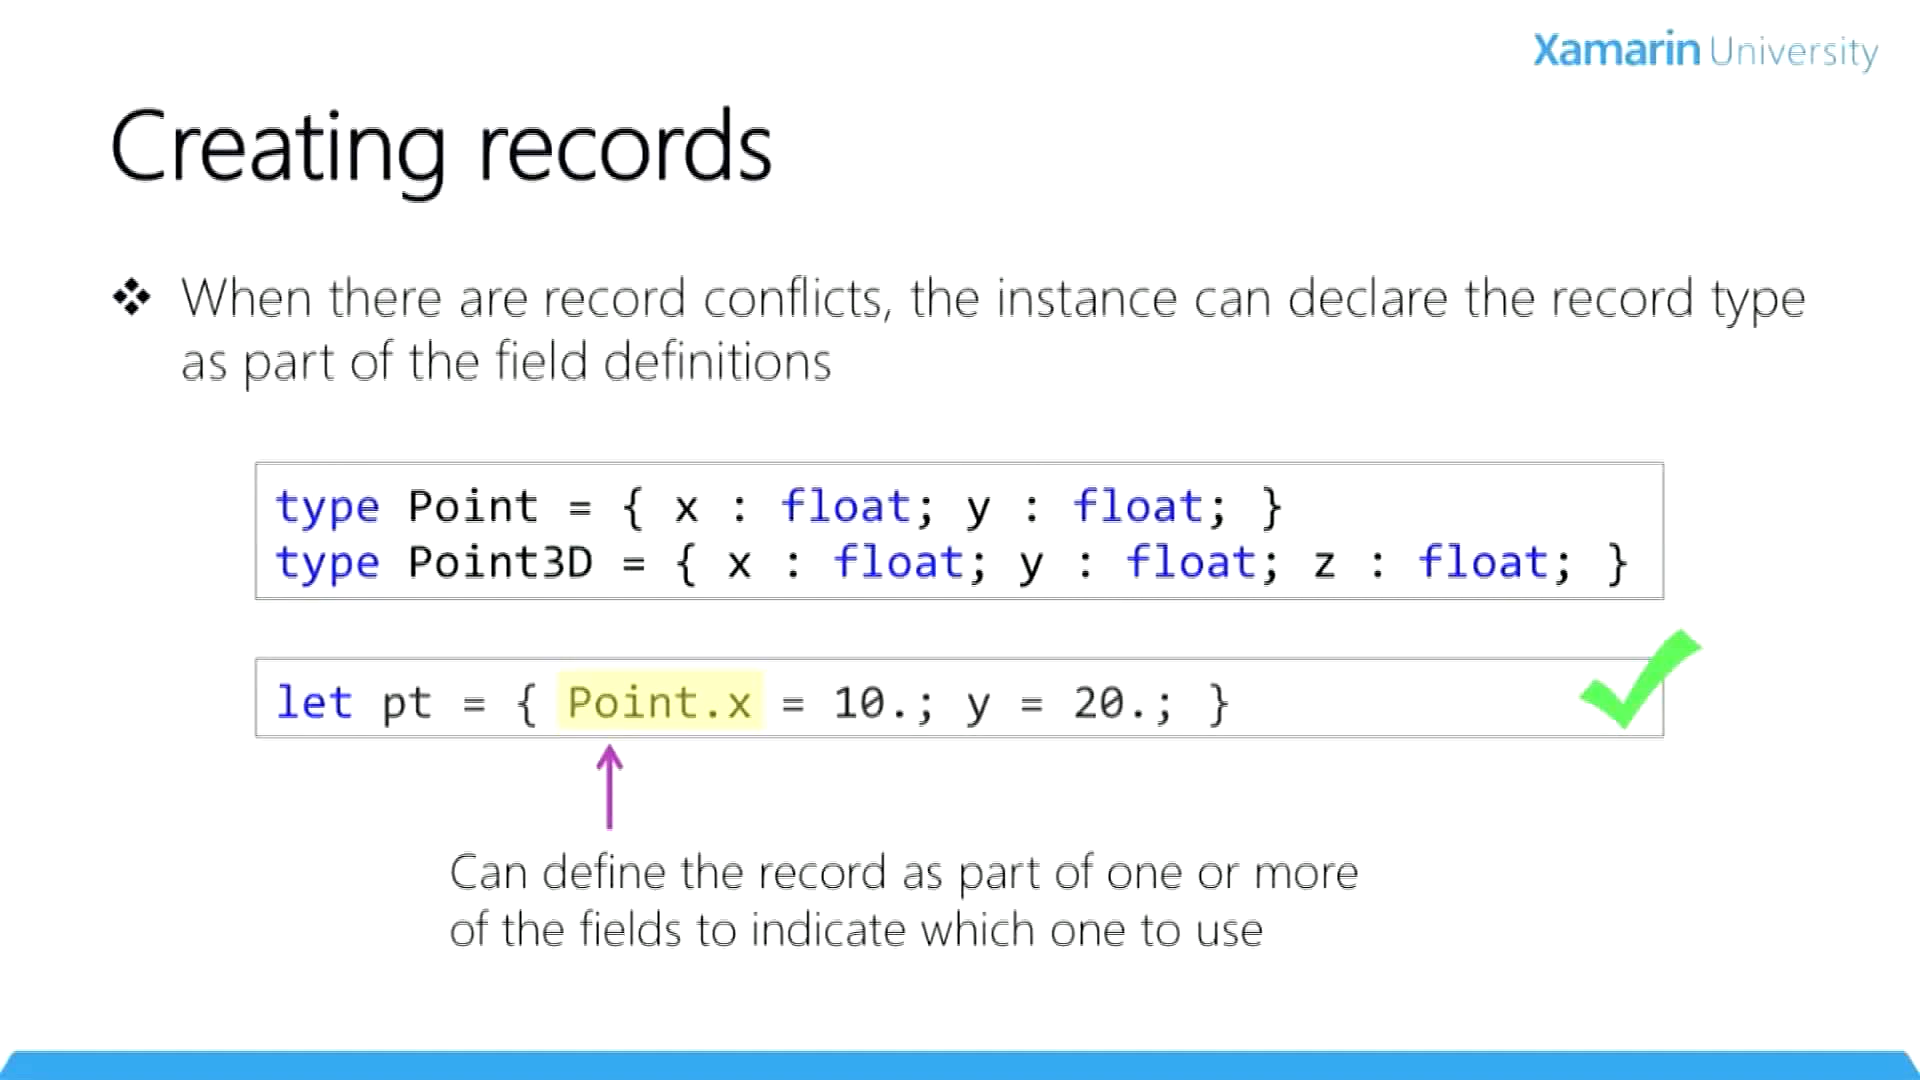 Xamarin University
Creating records
❖ When there are record conflicts, the instance can declare the record type
as part of the field definitions
type Point = { x : float; y : float; }
type Point3D = { x : float; y : float; z : float; }
let pt = { Point.x = 10.; y = 20.; }
Can define the record as part of one or more
of the fields to indicate which one to use